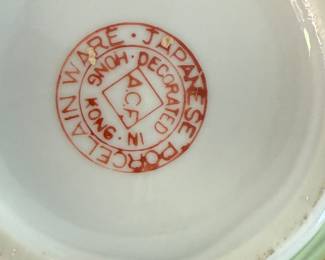 JAPANESE PORCELAIN WARE ·
DECORATED IN HONG KONG ·
A.C.F.